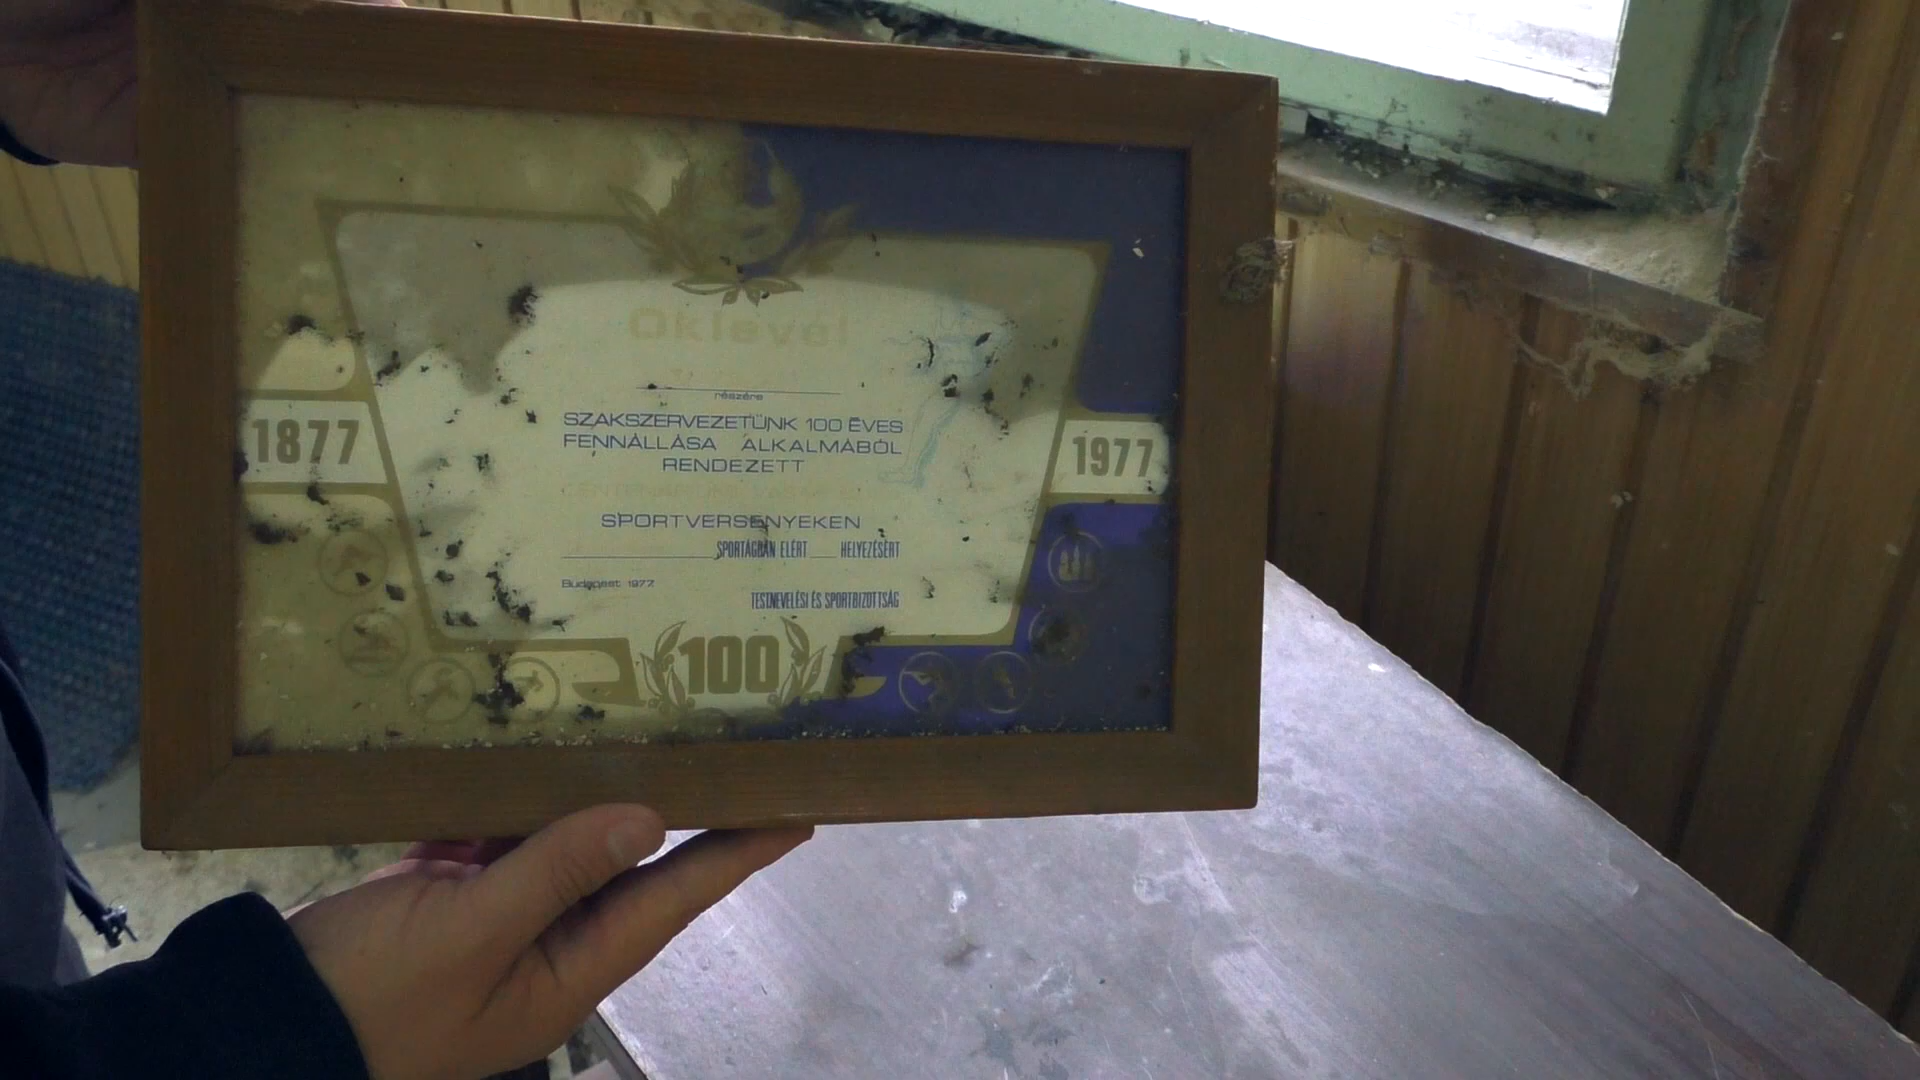 Oklevél
részére
SZAKSZERVEZETÜNK 100 ÉVES
FENNÁLLÁSA ALKALMÁBÓL
RENDEZETT
1877
1977
SPORTVERSENYEKEN
SPORTÁGBAN ELÉRT ___ HELYEZÉSÉRT
Budapest 1977
TESTNEVELÉSI ÉS SPORTBIZOTTSÁG
100